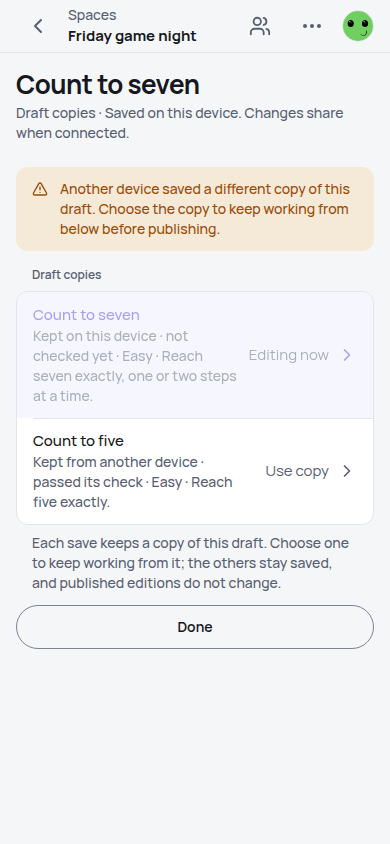 Spaces
Friday game night
Count to seven
Draft copies · Saved on this device. Changes share
when connected.
Another device saved a different copy of this
draft. Choose the copy to keep working from
below before publishing.
Draft copies
Count to seven
Kept on this device · not
checked yet · Easy · Reach
seven exactly, one or two steps
at a time.
Editing now
Count to five
Kept from another device ·
passed its check · Easy · Reach
five exactly.
Use copy
Each save keeps a copy of this draft. Choose one
to keep working from it; the others stay saved,
and published editions do not change.
Done